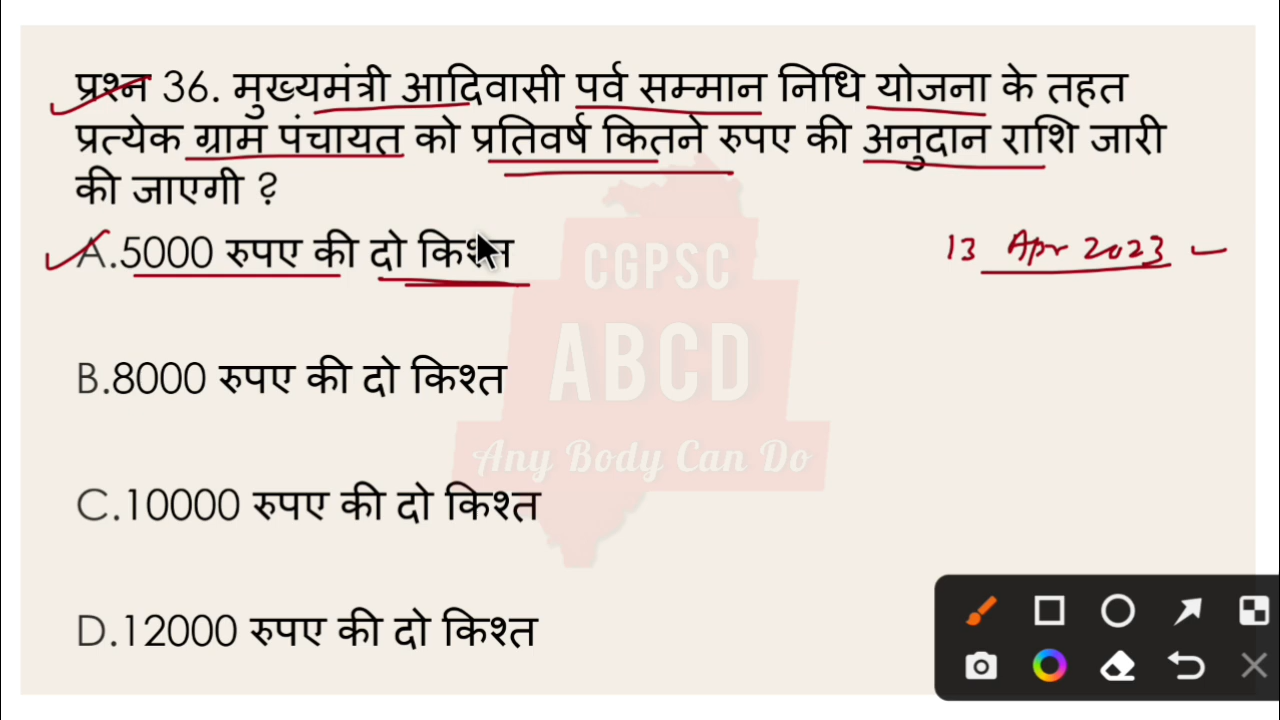 प्रश्न 36. मुख्यमंत्री आदिवासी पर्व सम्मान निधि योजना के तहत
प्रत्येक ग्राम पंचायत को प्रतिवर्ष कितने रुपए की अनुदान राशि जारी
की जाएगी ?
A.5000 रुपए की दो किश्त
13 Apr 2023
B.8000 रुपए की दो किश्त
C.10000 रुपए की दो किश्त
D.12000 रुपए की दो किश्त
CGPSC
ABCD
Any Body Can Do